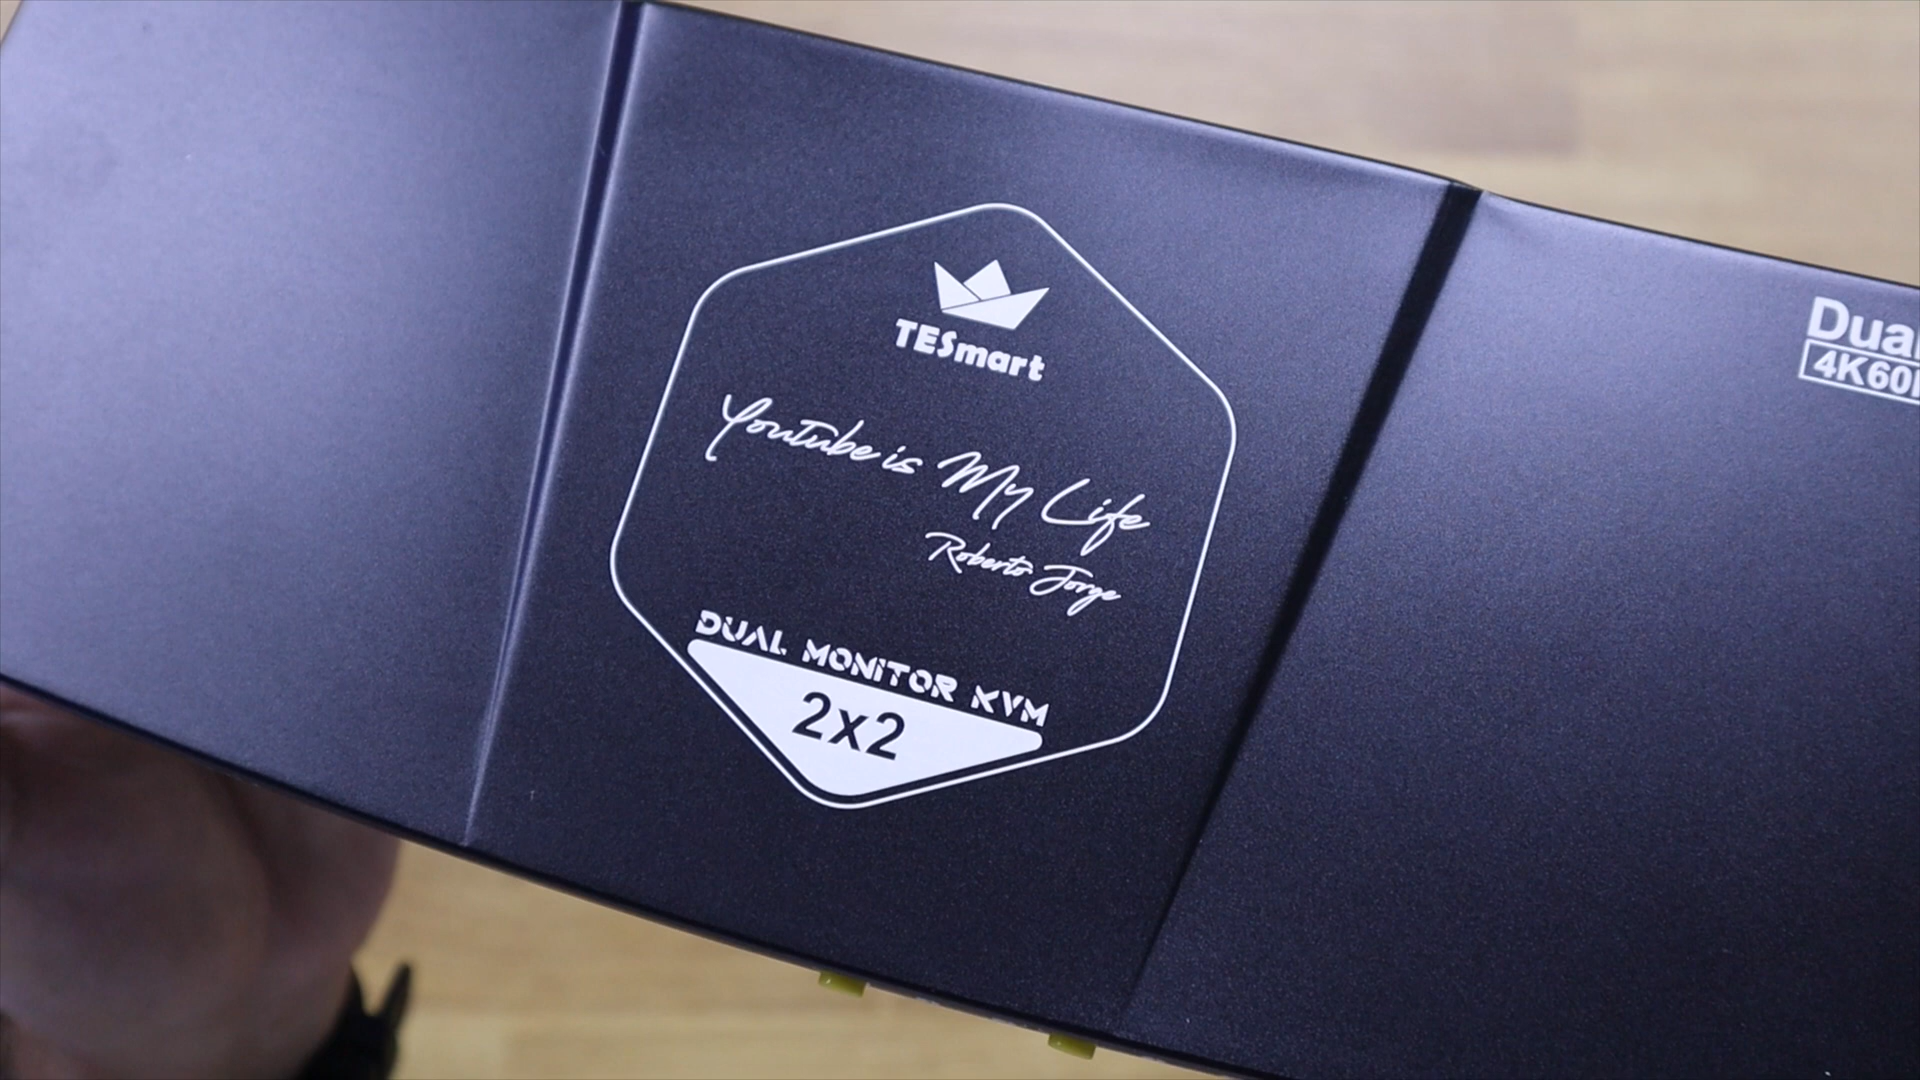 TESmart
Youtube is My Life
Roberto Jorge
DUAL MONITOR KVM
2x2
Dual
4K60